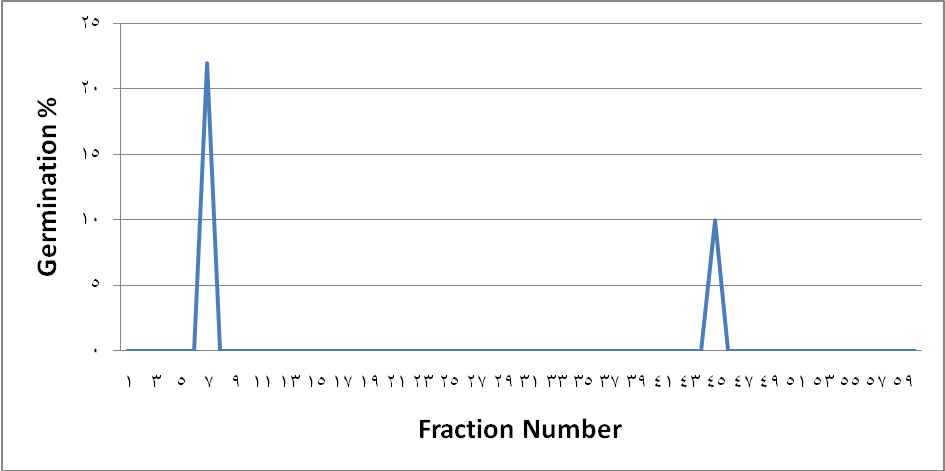 Germination %
٢٥
٢٠
١٥
١٠
٥
٠
١ ٣ ٥ ٧ ٩ ١١ ١٣ ١٥ ١٧ ١٩ ٢١ ٢٣ ٢٥ ٢٧ ٢٩ ٣١ ٣٣ ٣٥ ٣٧ ٣٩ ٤١ ٤٣ ٤٥ ٤٧ ٤٩ ٥١ ٥٣ ٥٥ ٥٧ ٥٩
Fraction Number